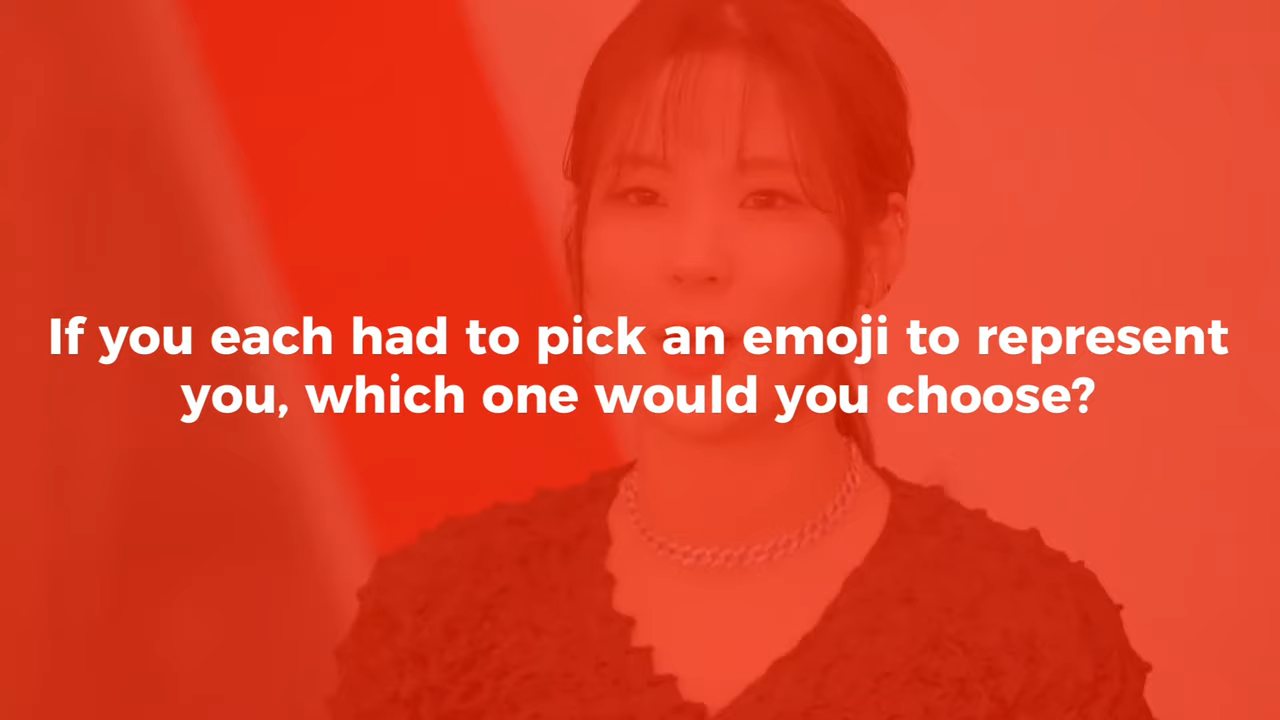 If you each had to pick an emoji to represent
you, which one would you choose?